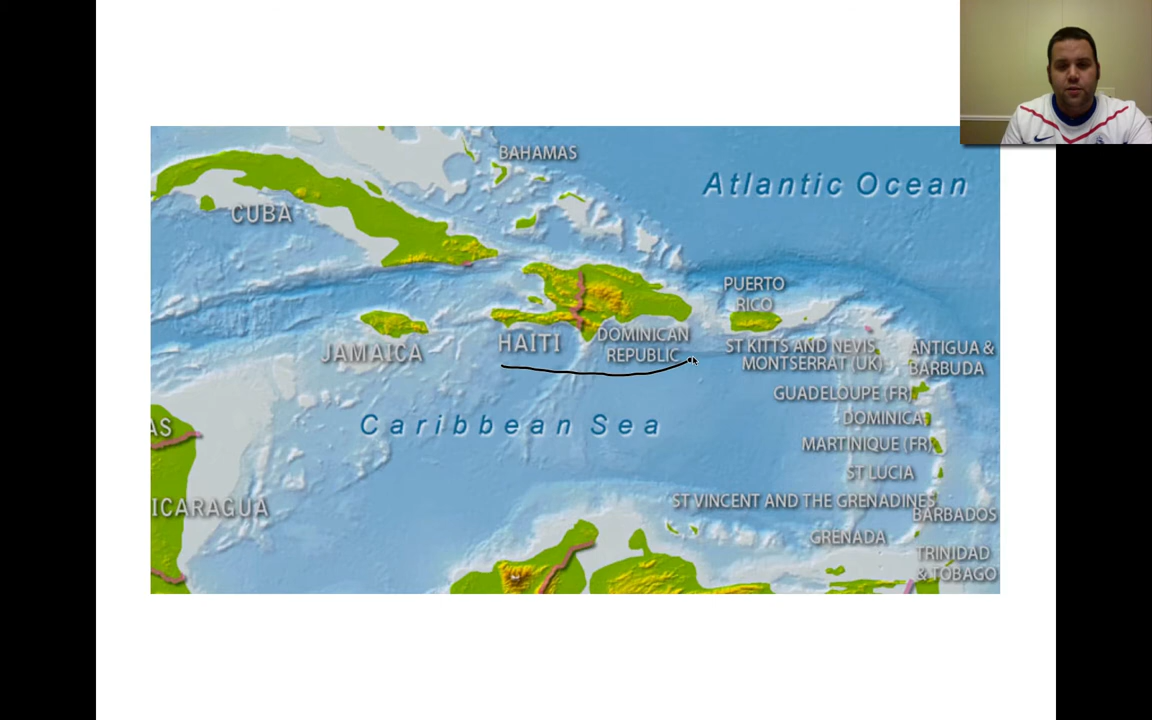 BAHAMAS
Atlantic Ocean
CUBA
PUERTO
RICO
HAITI
DOMINICAN
REPUBLIC
JAMAICA
ST KITTS AND NEVIS
MONTSERRAT (UK)
ANTIGUA &
BARBUDA
GUADELOUPE (FR)
DOMINICA
Caribbean Sea
AS
MARTINIQUE (FR)
ST LUCIA
ST VINCENT AND THE GRENADINES
ICARAGUA
BARBADOS
GRENADA
TRINIDAD
& TOBAGO